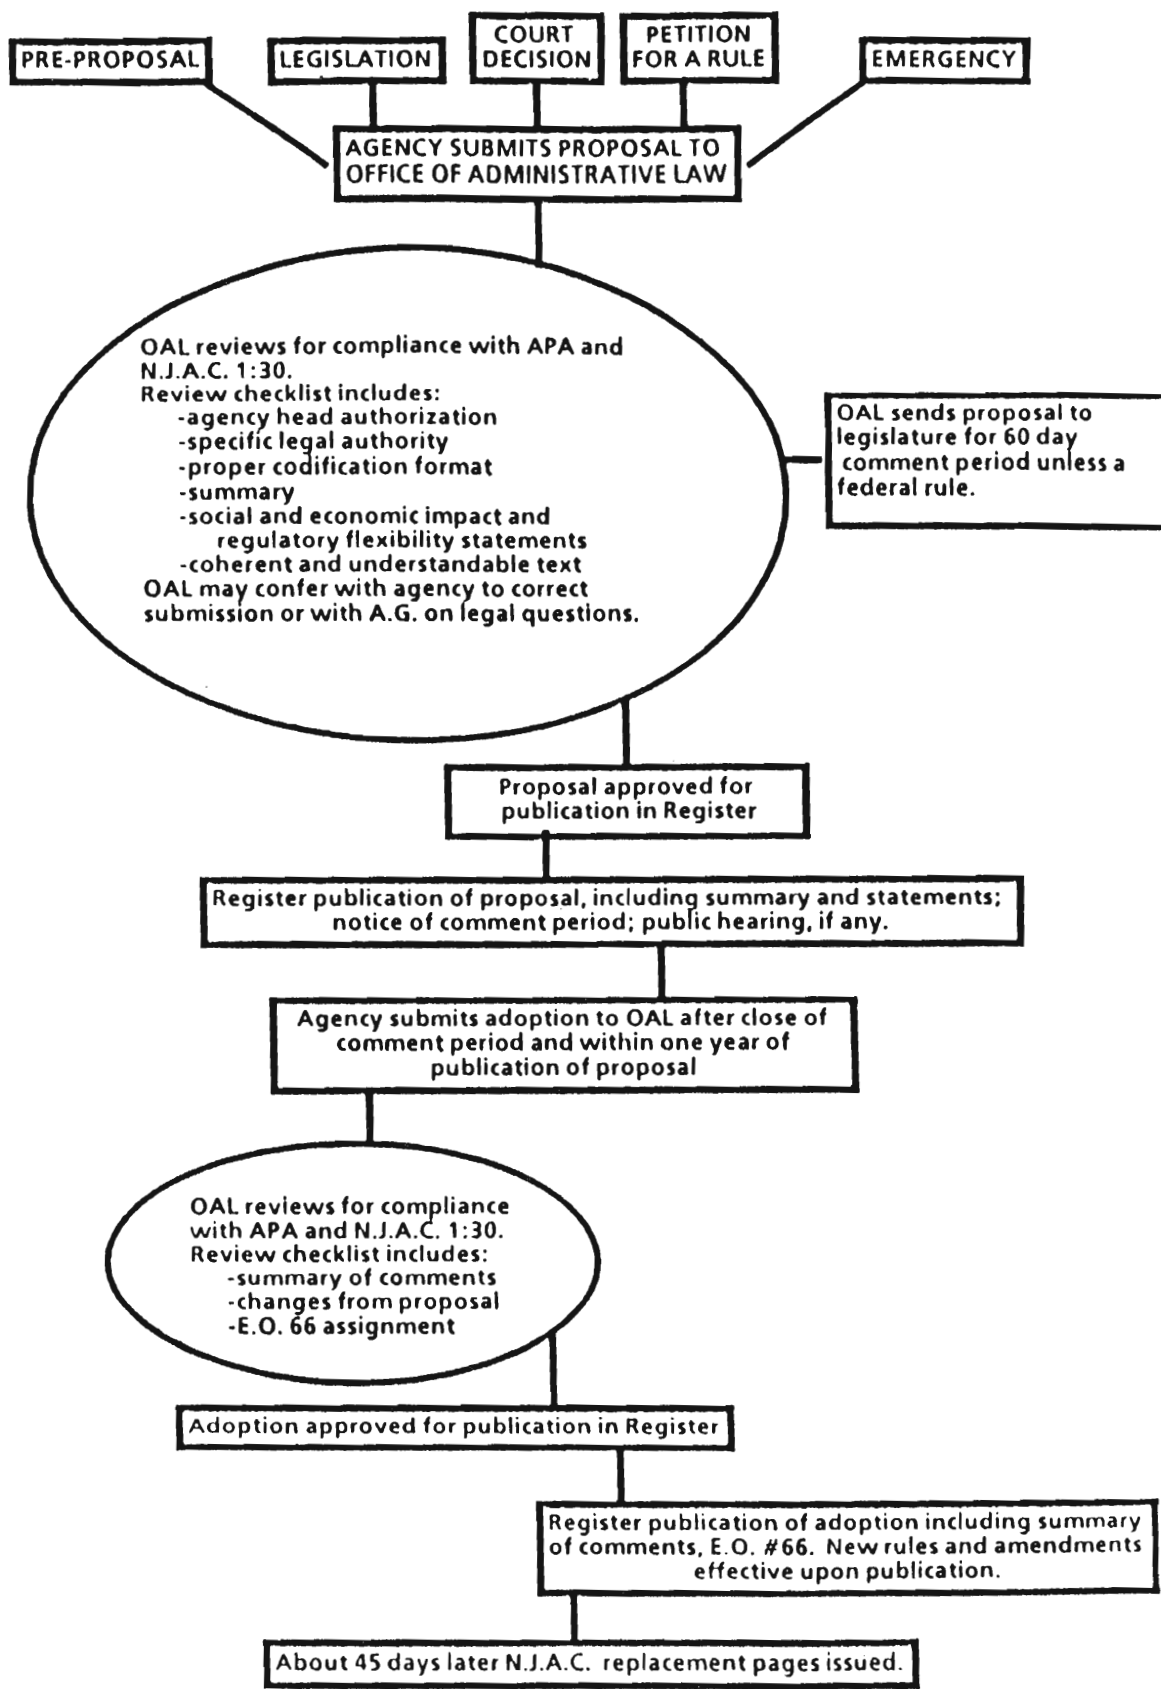 PRE-PROPOSAL
LEGISLATION
COURT
DECISION
PETITION
FOR A RULE
EMERGENCY
AGENCY SUBMITS PROPOSAL TO
OFFICE OF ADMINISTRATIVE LAW
OAL reviews for compliance with APA and
N.J.A.C. 1:30.
Review checklist includes:
-agency head authorization
-specific legal authority
-proper codification format
-summary
-social and economic impact and
regulatory flexibility statements
-coherent and understandable text
OAL may confer with agency to correct
submission or with A.G. on legal questions.
OAL sends proposal to
legislature for 60 day
comment period unless a
federal rule.
Proposal approved for
publication in Register
Register publication of proposal, including summary and statements;
notice of comment period; public hearing, if any.
Agency submits adoption to OAL after close of
comment period and within one year of
publication of proposal
OAL reviews for compliance
with APA and N.J.A.C. 1:30.
Review checklist includes:
-summary of comments
-changes from proposal
-E.O. 66 assignment
Adoption approved for publication in Register
Register publication of adoption including summary
of comments, E.O. #66. New rules and amendments
effective upon publication.
About 45 days later N.J.A.C. replacement pages issued.